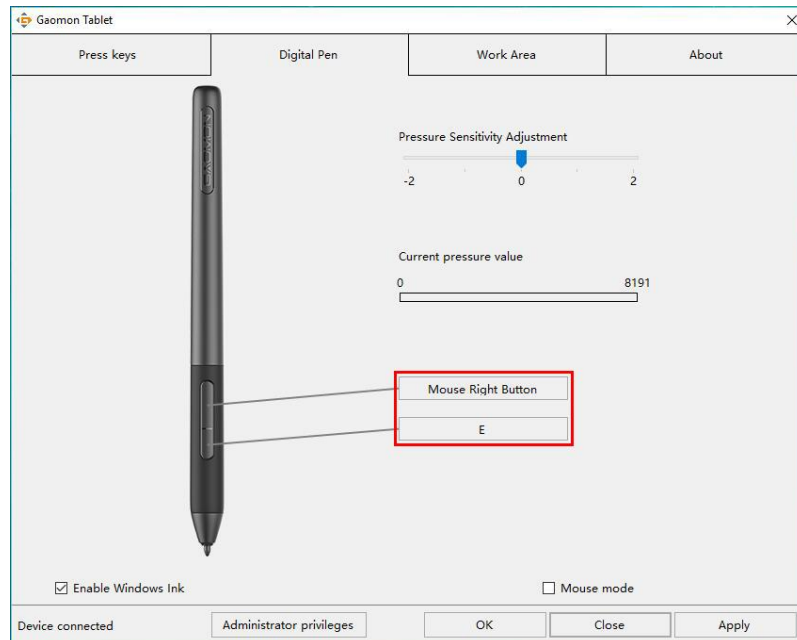 Gaomon Tablet
Press keys
Digital Pen
Work Area
About
GAOMON
Pressure Sensitivity Adjustment
-2
0
2
Current pressure value
0
8191
Mouse Right Button
E
Enable Windows Ink
Mouse mode
Device connected
Administrator privileges
OK
Close
Apply